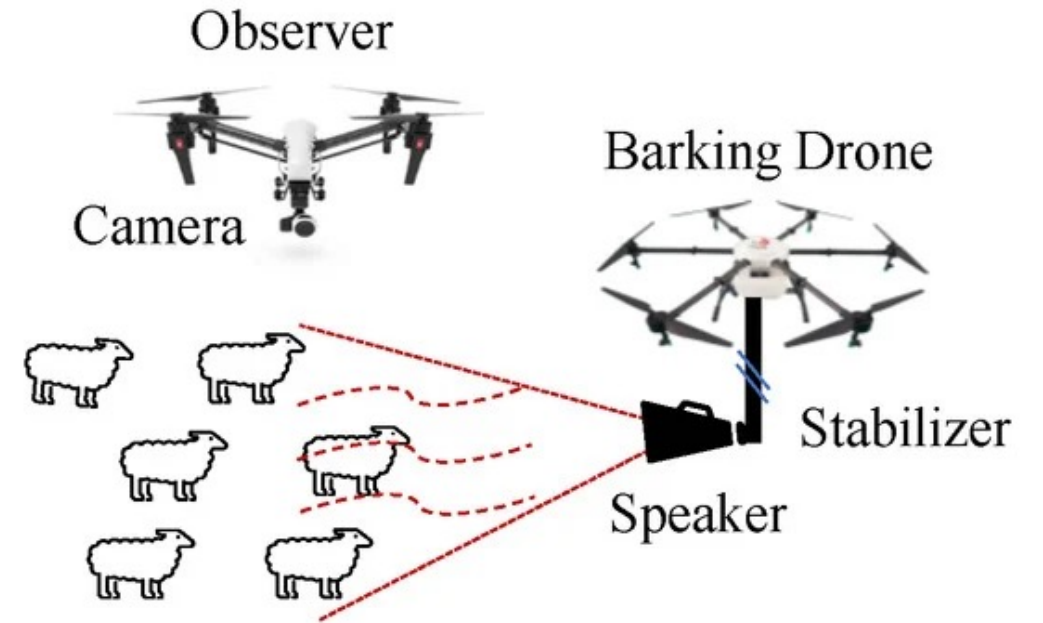 Observer
Barking Drone
Camera
Stabilizer
Speaker